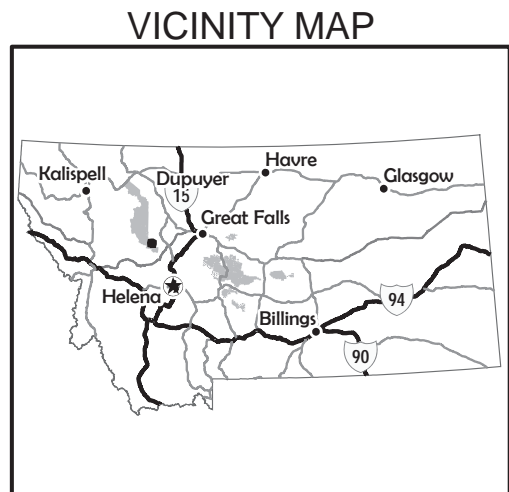 VICINITY MAP
Havre
Kalispell
Dupuyer
Glasgow
15
Great Falls
Helena
94
Billings
90